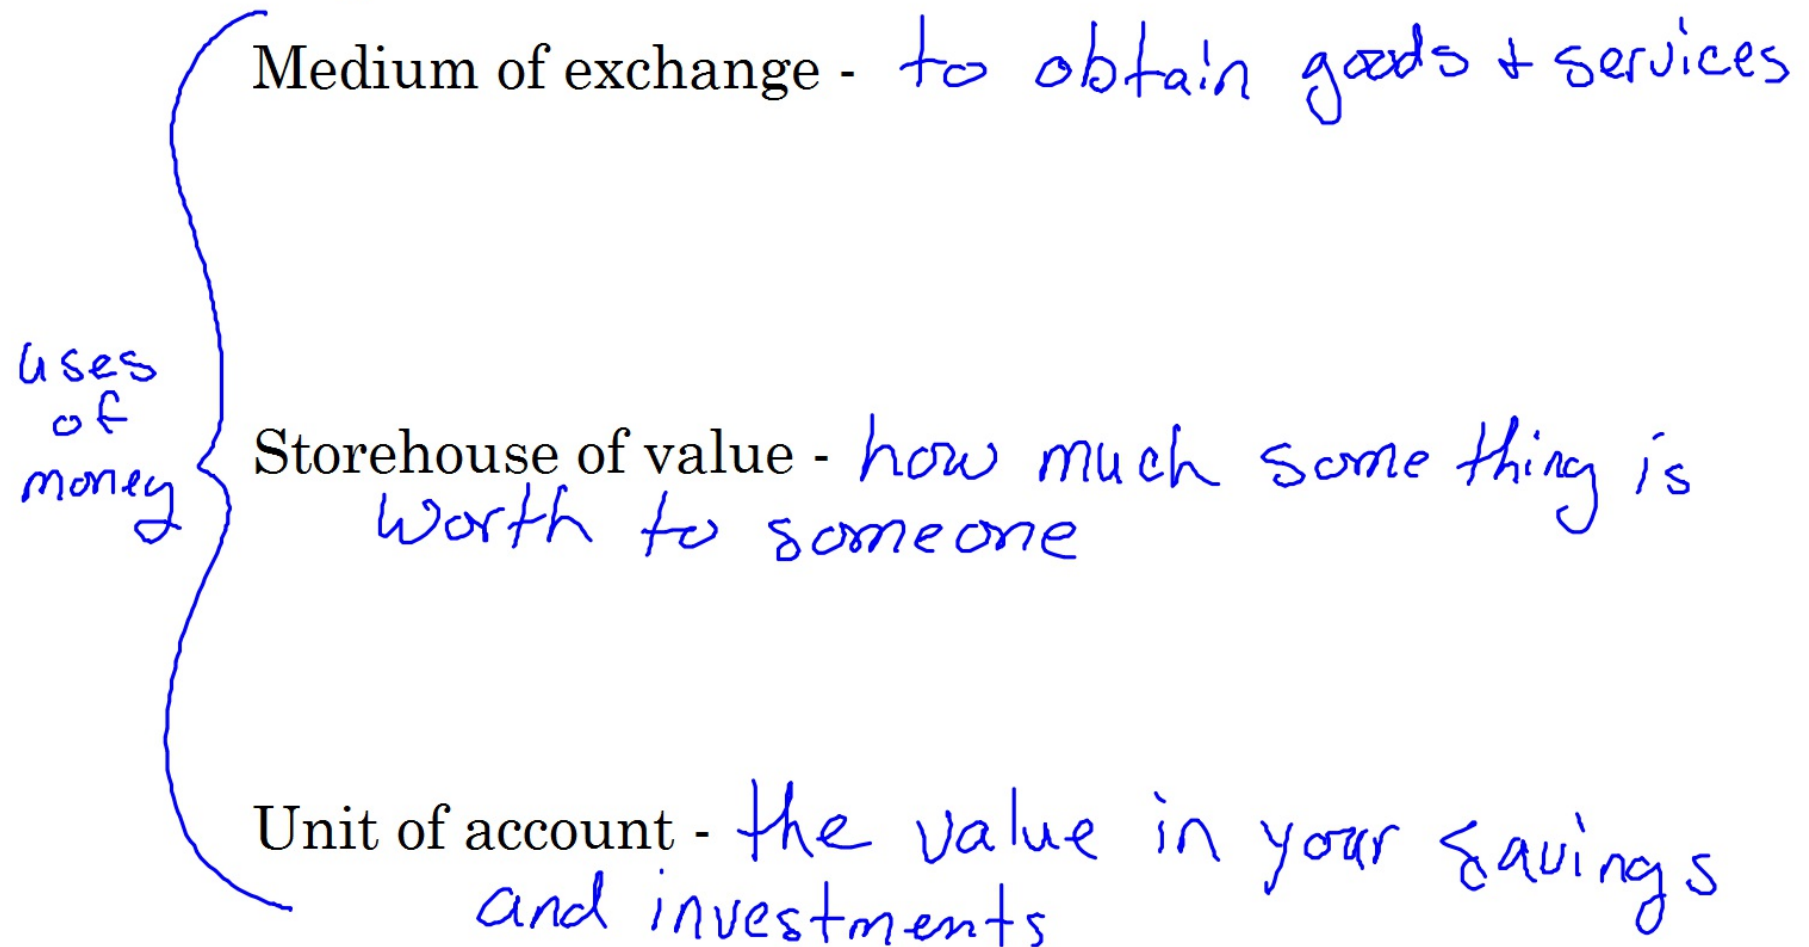 Medium of exchange - to obtain goods + services
uses
of
money
Storehouse of value - how much something is
worth to someone
Unit of account - the value in your savings
and investments